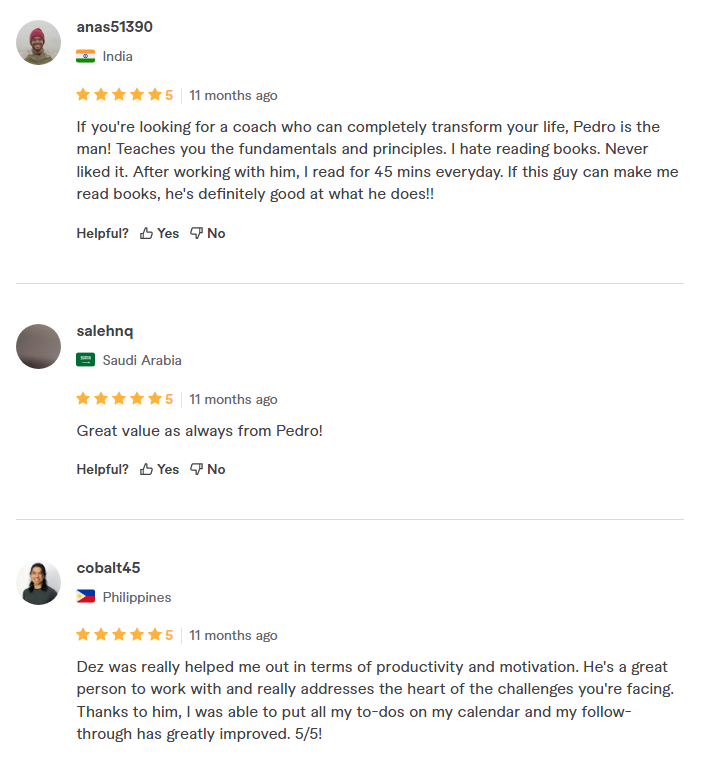 anas51390
India
5 11 months ago
If you're looking for a coach who can completely transform your life, Pedro is the
man! Teaches you the fundamentals and principles. I hate reading books. Never
liked it. After working with him, I read for 45 mins everyday. If this guy can make me
read books, he's definitely good at what he does!!
Helpful? Yes No
salehnq
Saudi Arabia
5 11 months ago
Great value as always from Pedro!
Helpful? Yes No
cobalt45
Philippines
5 11 months ago
Dez was really helped me out in terms of productivity and motivation. He's a great
person to work with and really addresses the heart of the challenges you're facing.
Thanks to him, I was able to put all my to-dos on my calendar and my follow-
through has greatly improved. 5/5!